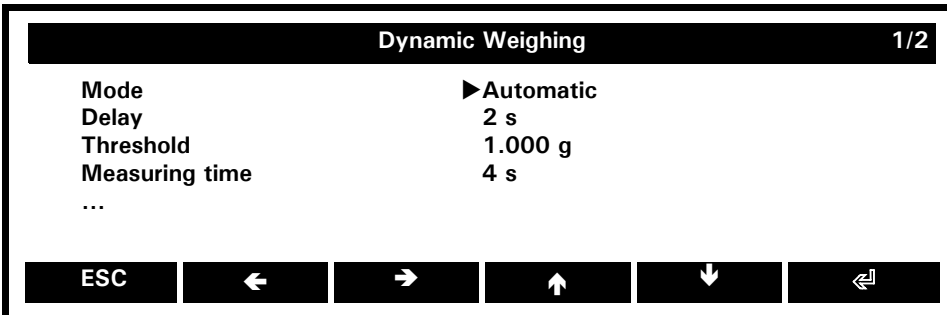 Dynamic Weighing 1/2
Mode ▶Automatic
Delay 2 s
Threshold 1.000 g
Measuring time 4 s
...
ESC ← → ↑ ↓ ↵